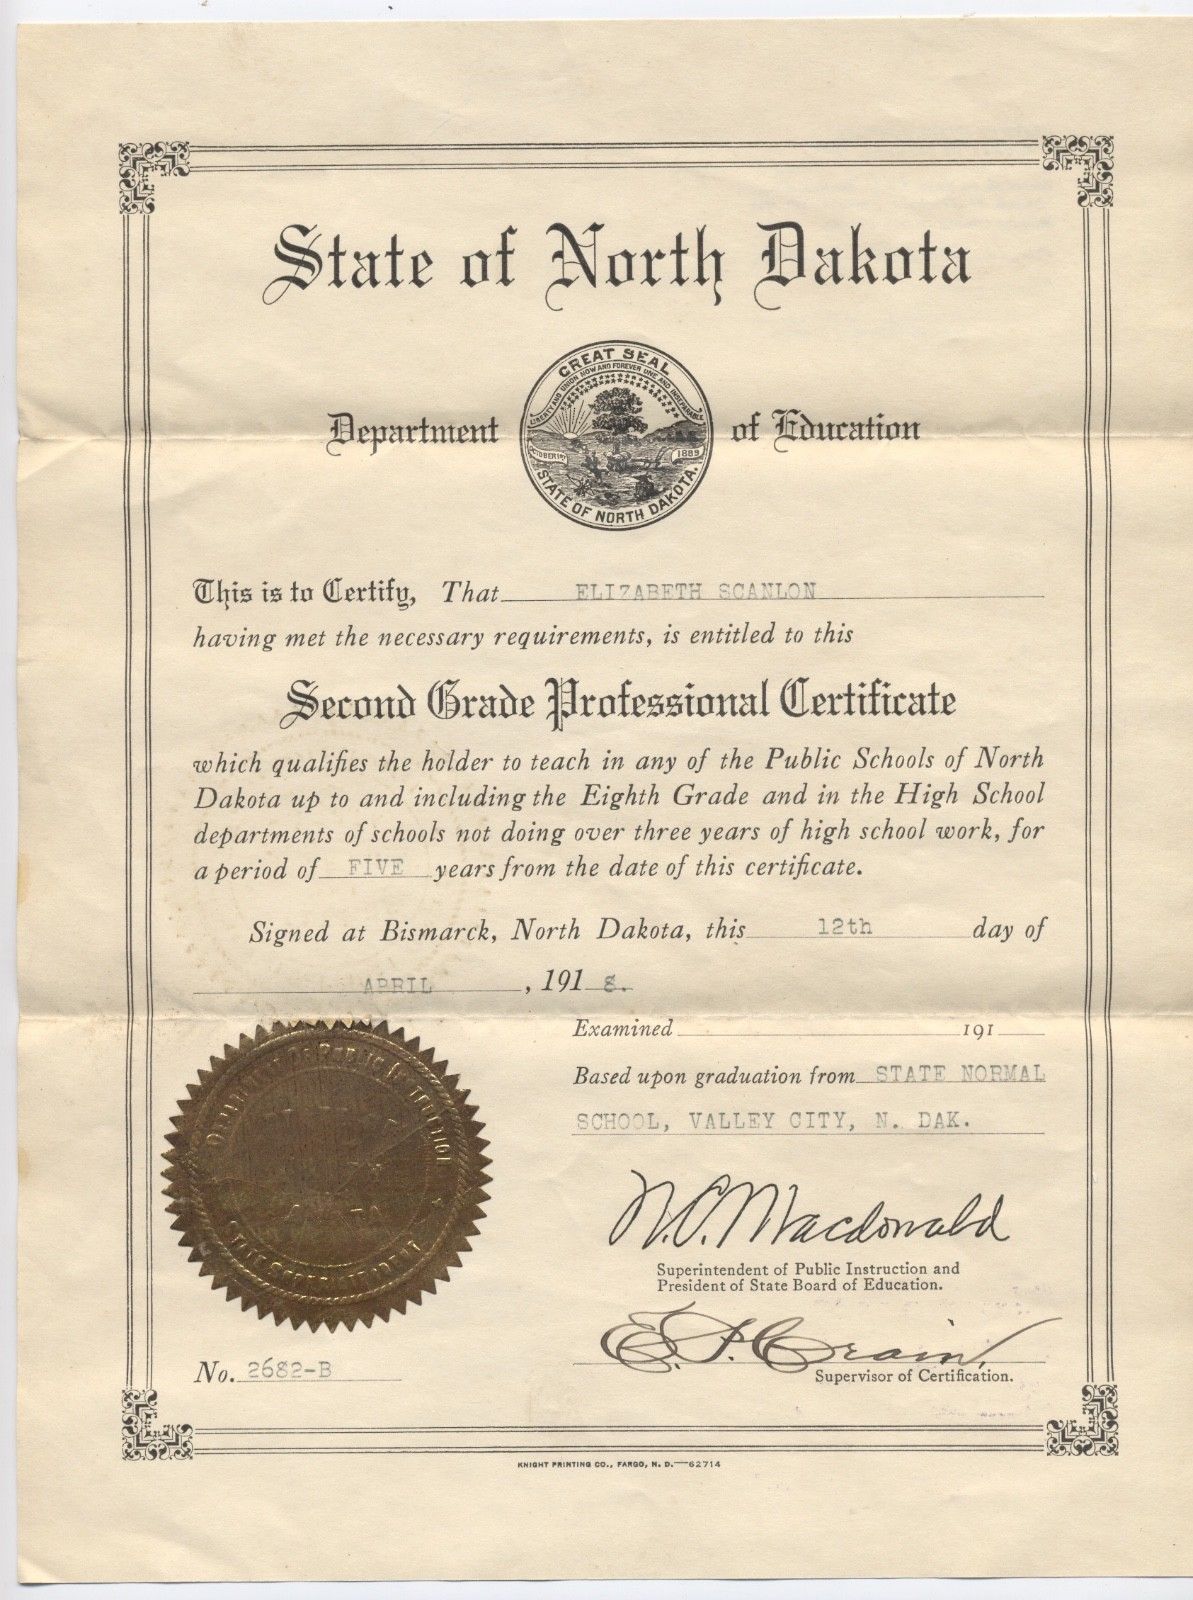 State of North Dakota
GREAT SEAL
LIBERTY AND UNION NOW AND FOREVER ONE AND INSEPARABLE
Department of Education
OCTOBER 1ST 1889
STATE OF NORTH DAKOTA.
This is to Certify, That ELIZABETH SCANLON
having met the necessary requirements, is entitled to this
Second Grade Professional Certificate
which qualifies the holder to teach in any of the Public Schools of North
Dakota up to and including the Eighth Grade and in the High School
departments of schools not doing over three years of high school work, for
a period of FIVE years from the date of this certificate.
Signed at Bismarck, North Dakota, this 12th day of
APRIL, 1918.
Examined 191
Based upon graduation from STATE NORMAL
SCHOOL, VALLEY CITY, N. DAK.
N.C. Macdonald
Superintendent of Public Instruction and
President of State Board of Education.
E.F. Crain,
Supervisor of Certification.
No. 2682-B
KNIGHT PRINTING CO., FARGO, N. D.—62714